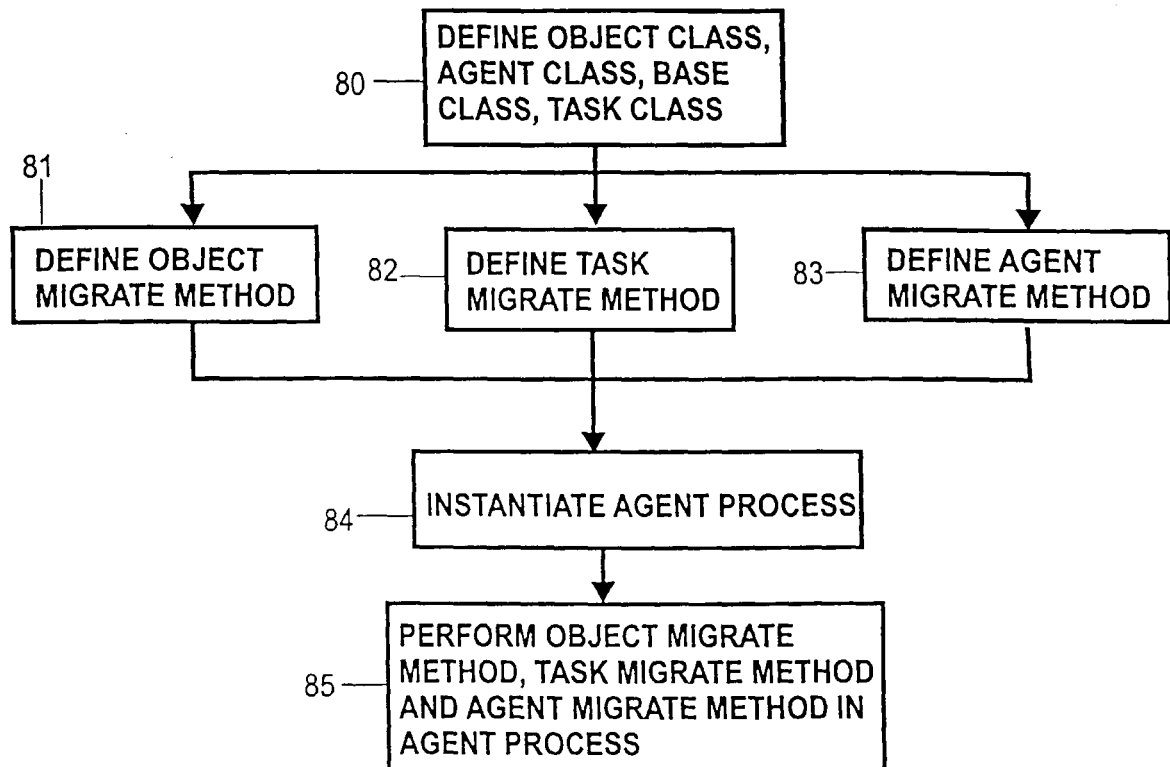 80
DEFINE OBJECT CLASS,
AGENT CLASS, BASE
CLASS, TASK CLASS
81
DEFINE OBJECT
MIGRATE METHOD
82
DEFINE TASK
MIGRATE METHOD
83
DEFINE AGENT
MIGRATE METHOD
84
INSTANTIATE AGENT PROCESS
85
PERFORM OBJECT MIGRATE
METHOD, TASK MIGRATE METHOD
AND AGENT MIGRATE METHOD IN
AGENT PROCESS